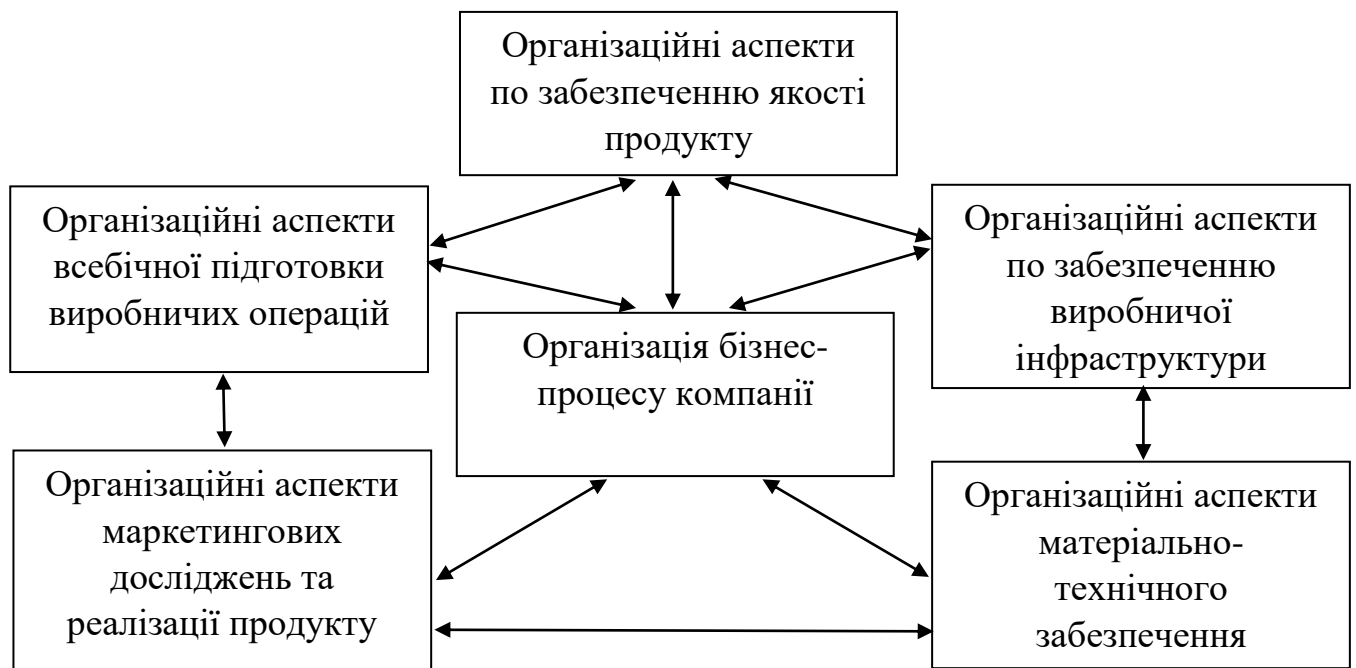 Організаційні аспекти
по забезпеченню якості
продукту
Організаційні аспекти
всебічної підготовки
виробничих операцій
Організаційні аспекти
по забезпеченню
виробничої
інфраструктури
Організація бізнес-
процесу компанії
Організаційні аспекти
маркетингових
досліджень та
реалізації продукту
Організаційні аспекти
матеріально-
технічного
забезпечення